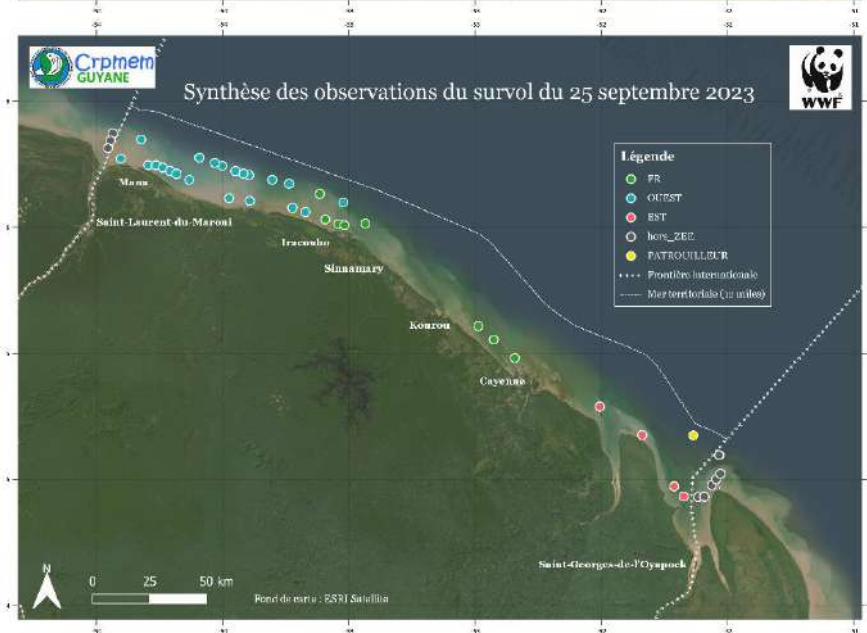 Crpmem
GUYANE
Synthèse des observations du survol du 25 septembre 2023
WWF
Légende
FR
OUEST
EST
hors_ZEE
PATROUILLEUR
Frontière internationale
Mer territoriale (12 miles)
Mana
Saint-Laurent-du-Maroni
Iracoubo
Sinnamary
Kourou
Cayenne
Saint-Georges-de-l'Oyapock
N
0 25 50 km
Fond de carte : ESRI Satellite